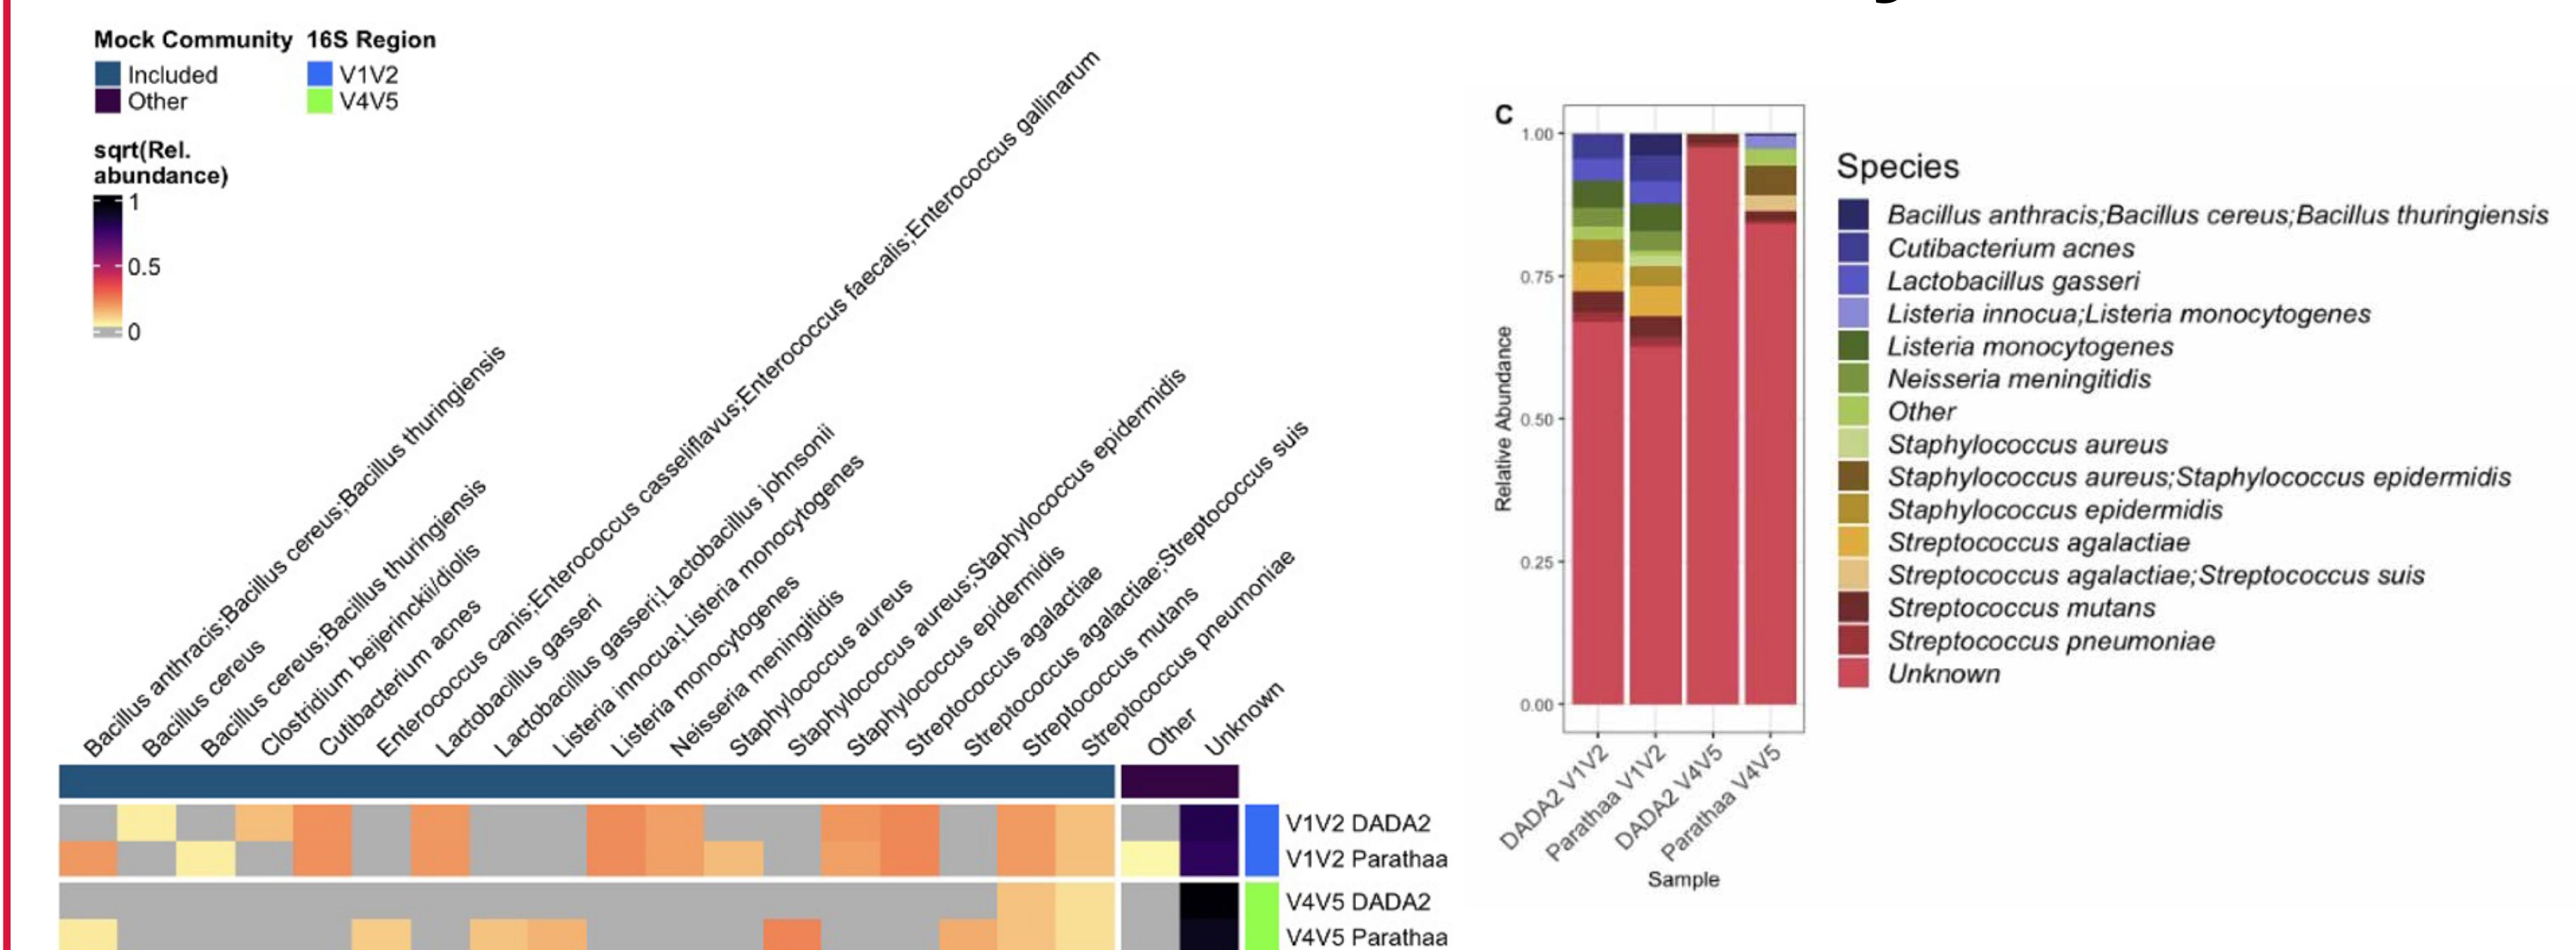 Mock Community 16S Region
Included V1V2
Other V4V5
sqrt(Rel.
abundance)
1
0.5
0
Bacillus anthracis;Bacillus cereus;Bacillus thuringiensis
Bacillus cereus
Bacillus cereus;Bacillus thuringiensis
Clostridium beijerinckii/diolis
Cutibacterium acnes
Enterococcus canis;Enterococcus casseliflavus;Enterococcus faecalis;Enterococcus gallinarum
Lactobacillus gasseri
Lactobacillus gasseri;Lactobacillus johnsonii
Listeria innocua;Listeria monocytogenes
Listeria monocytogenes
Neisseria meningitidis
Staphylococcus aureus
Staphylococcus aureus;Staphylococcus epidermidis
Staphylococcus epidermidis
Streptococcus agalactiae
Streptococcus agalactiae;Streptococcus suis
Streptococcus mutans
Streptococcus pneumoniae
Other
Unknown
V1V2 DADA2
V1V2 Parathaa
V4V5 DADA2
V4V5 Parathaa
C
1.00
0.75
0.50
0.25
0.00
Relative Abundance
DADA2 V1V2
Parathaa V1V2
DADA2 V4V5
Parathaa V4V5
Sample
Species
Bacillus anthracis;Bacillus cereus;Bacillus thuringiensis
Cutibacterium acnes
Lactobacillus gasseri
Listeria innocua;Listeria monocytogenes
Listeria monocytogenes
Neisseria meningitidis
Other
Staphylococcus aureus
Staphylococcus aureus;Staphylococcus epidermidis
Staphylococcus epidermidis
Streptococcus agalactiae
Streptococcus agalactiae;Streptococcus suis
Streptococcus mutans
Streptococcus pneumoniae
Unknown